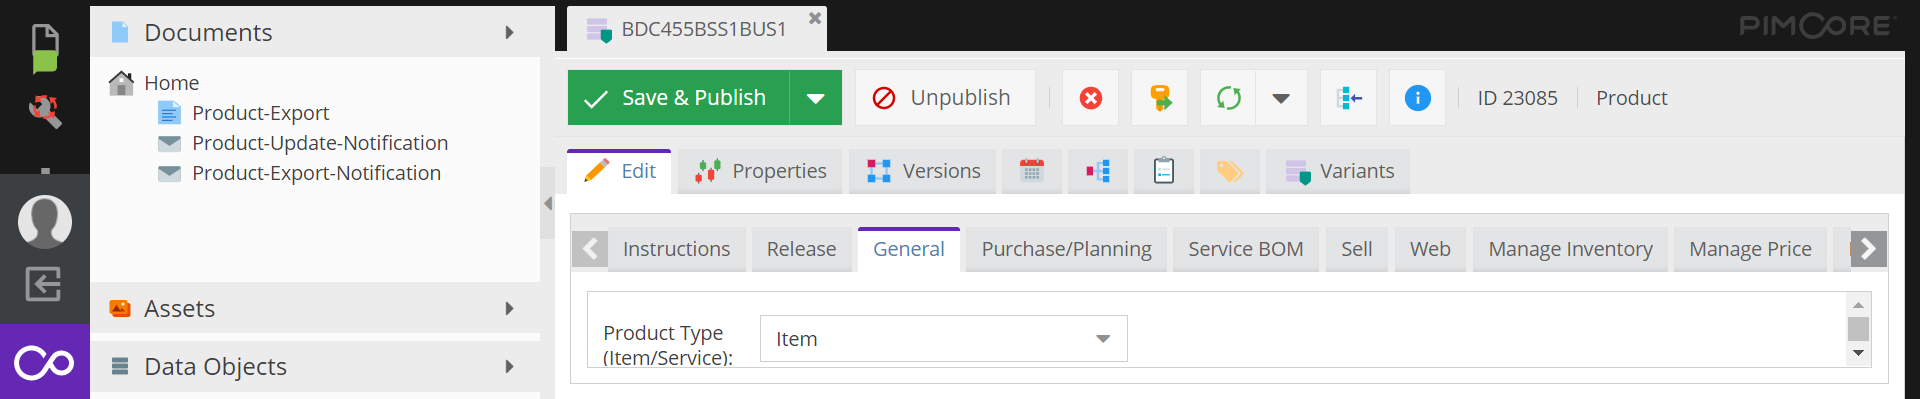 Documents
Home
Product-Export
Product-Update-Notification
Product-Export-Notification
Assets
Data Objects
BDC455BSS1BUS1
PIMCORE
Save & Publish
Unpublish
ID 23085
Product
Edit
Properties
Versions
Variants
Instructions
Release
General
Purchase/Planning
Service BOM
Sell
Web
Manage Inventory
Manage Price
Product Type
(Item/Service):
Item